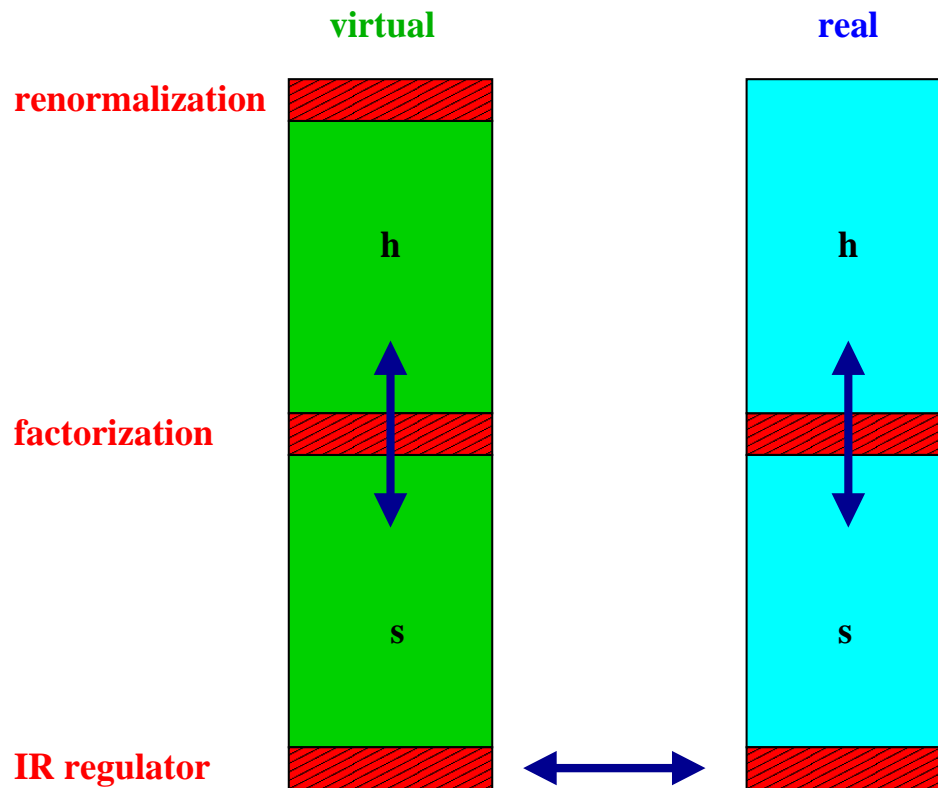 virtual
real
renormalization
h
h
factorization
s
s
IR regulator